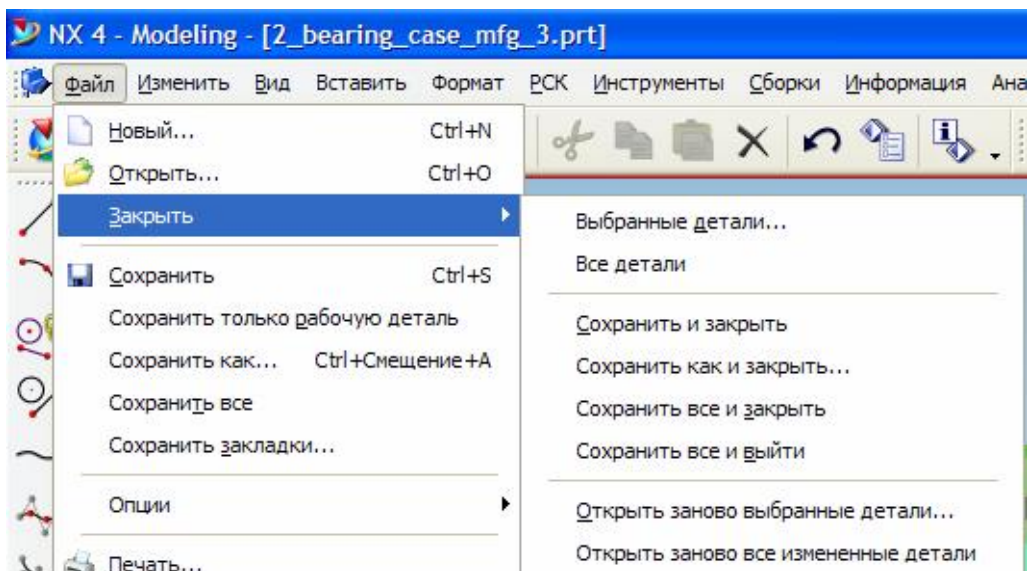 NX 4 - Modeling - [2_bearing_case_mfg_3.prt]
Файл Изменить Вид Вставить Формат РСК Инструменты Сборки Информация Ана
Новый... Ctrl+N
Открыть... Ctrl+O
Закрыть
Сохранить Ctrl+S
Сохранить только рабочую деталь
Сохранить как... Ctrl+Смещение+A
Сохранить все
Сохранить закладки...
Опции
Печать...
Выбранные детали...
Все детали
Сохранить и закрыть
Сохранить как и закрыть...
Сохранить все и закрыть
Сохранить все и выйти
Открыть заново выбранные детали...
Открыть заново все измененные детали